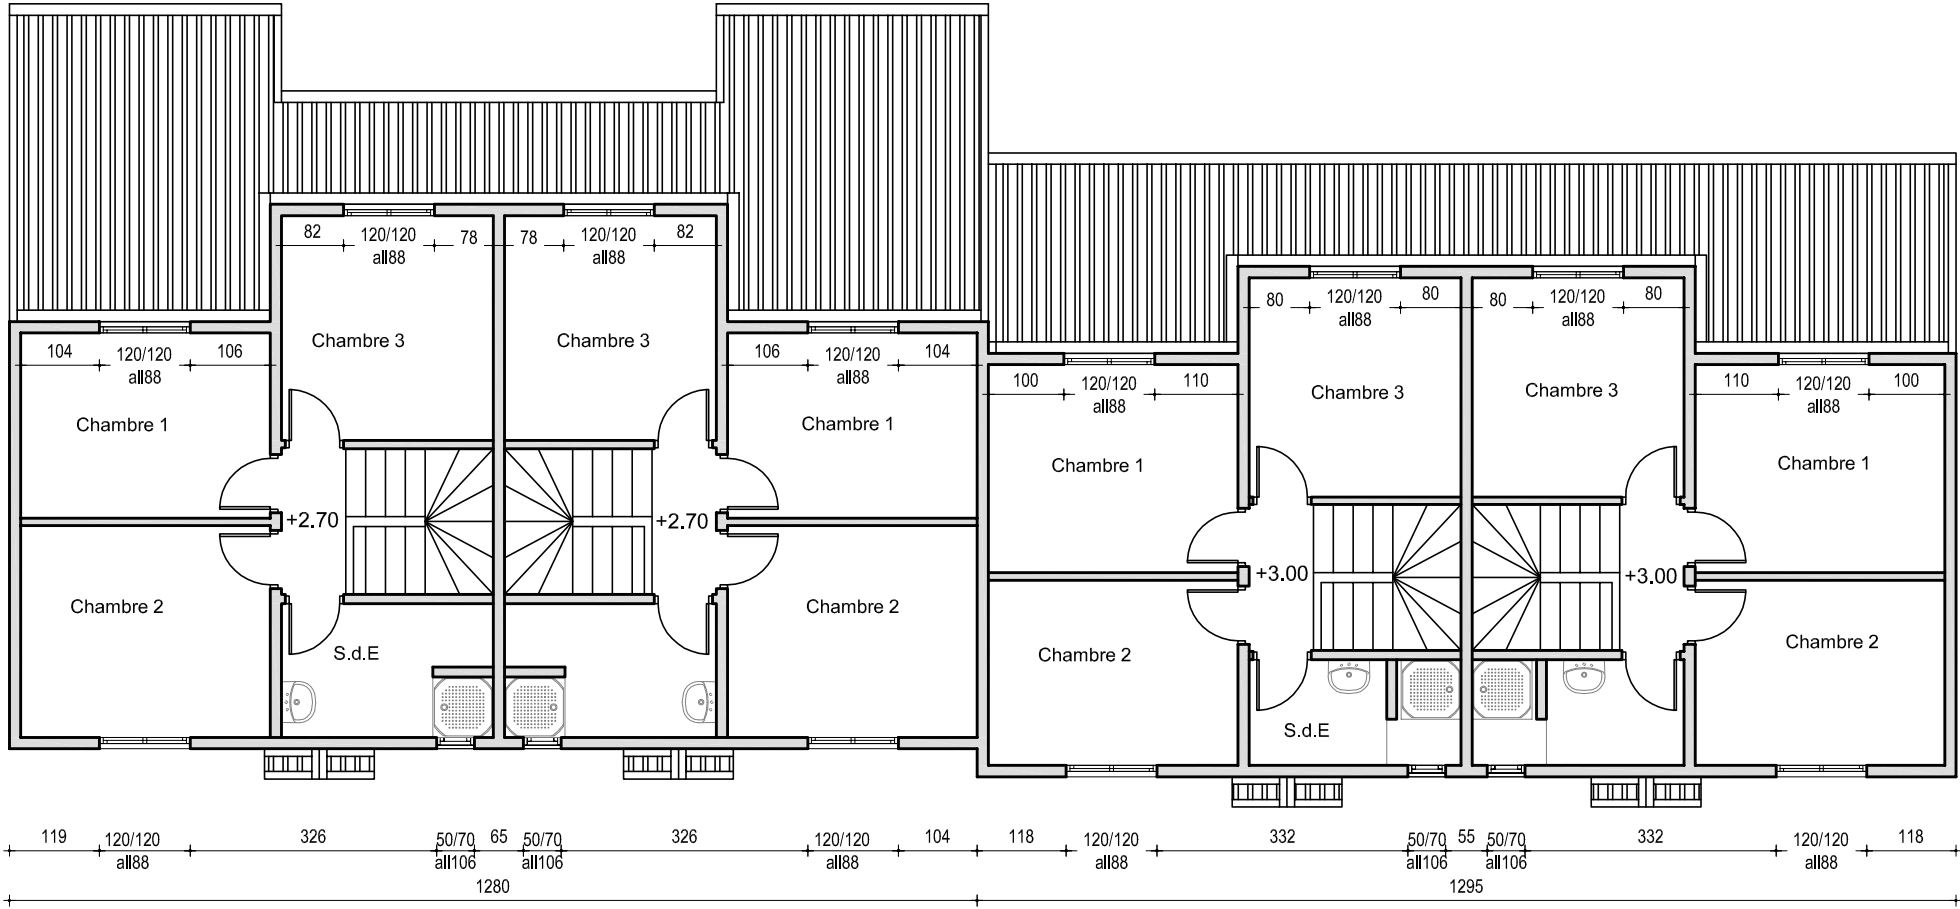 82 120/120 78 78 120/120 82
all88 all88
80 120/120 80 80 120/120 80
all88 all88
Chambre 3 Chambre 3
104 120/120 106 106 120/120 104
all88 all88
100 120/120 110 110 120/120 100
all88 all88
Chambre 3 Chambre 3
Chambre 1 Chambre 1
Chambre 1 Chambre 1
+2.70 +2.70
+3.00 +3.00
Chambre 2 Chambre 2
Chambre 2 Chambre 2
S.d.E
S.d.E
119 120/120 326 50/70 65 50/70 326 120/120 104 118 120/120 332 50/70 55 50/70 332 120/120 118
all88 all106 all106 all88 all88 all106 all106 all88
1280 1295